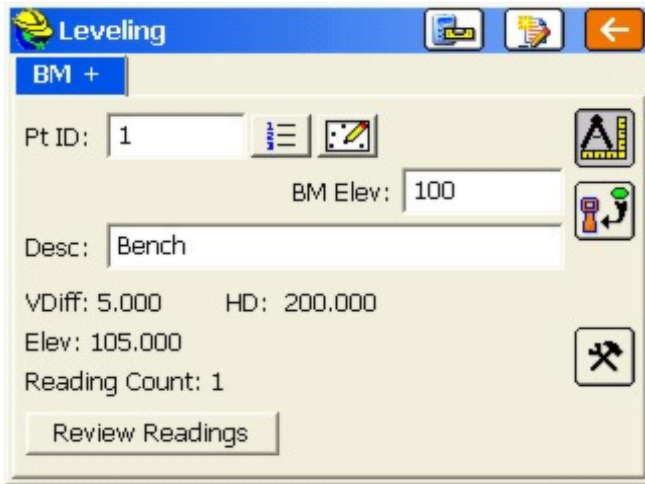 Leveling
BM +
Pt ID: 1
BM Elev: 100
Desc: Bench
VDiff: 5.000 HD: 200.000
Elev: 105.000
Reading Count: 1
Review Readings